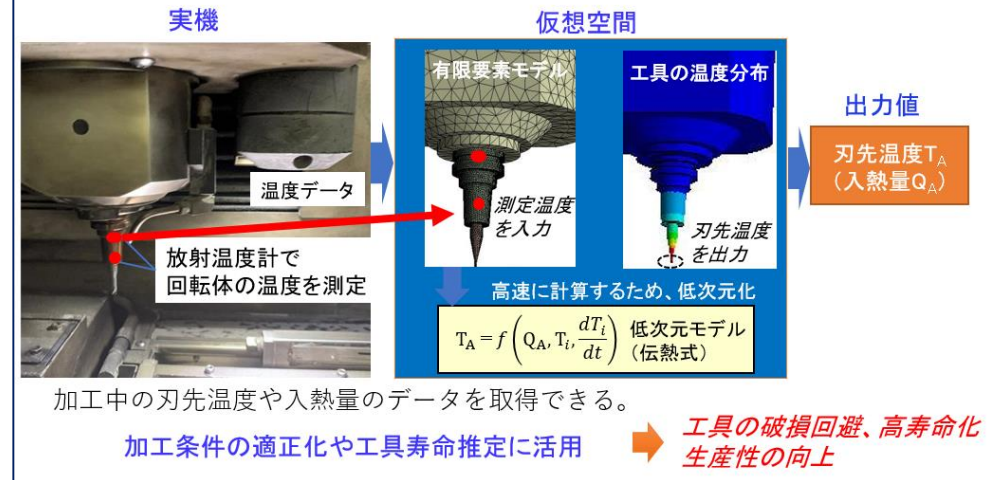 実機
仮想空間
有限要素モデル
工具の温度分布
出力値
温度データ
測定温度
を入力
刃先温度
を出力
刃先温度T_A
(入熱量Q_A)
放射温度計で
回転体の温度を測定
高速に計算するため、低次元化
T_A = f(Q_A, T_i, dT_i/dt) 低次元モデル
(伝熱式)
加工中の刃先温度や入熱量のデータを取得できる。
加工条件の適正化や工具寿命推定に活用
工具の破損回避、高寿命化
生産性の向上